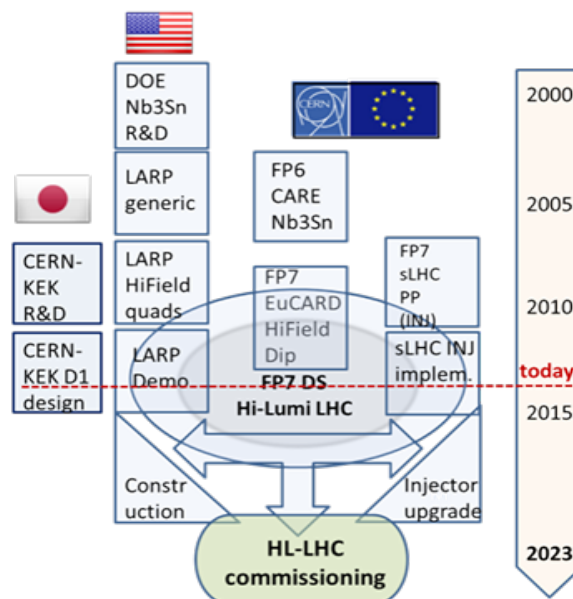 DOE
Nb3Sn
R&D
LARP
generic
LARP
HiField
quads
LARP
Demo
CERN-
KEK
R&D
CERN-
KEK D1
design
CERN
FP6
CARE
Nb3Sn
FP7
EuCARD
HiField
Dip
FP7 DS
Hi-Lumi LHC
FP7
sLHC
PP
(INJ)
sLHC INJ
implem.
Constr
uction
Injector
upgrade
HL-LHC
commissioning
2000
2005
2010
today
2015
2023